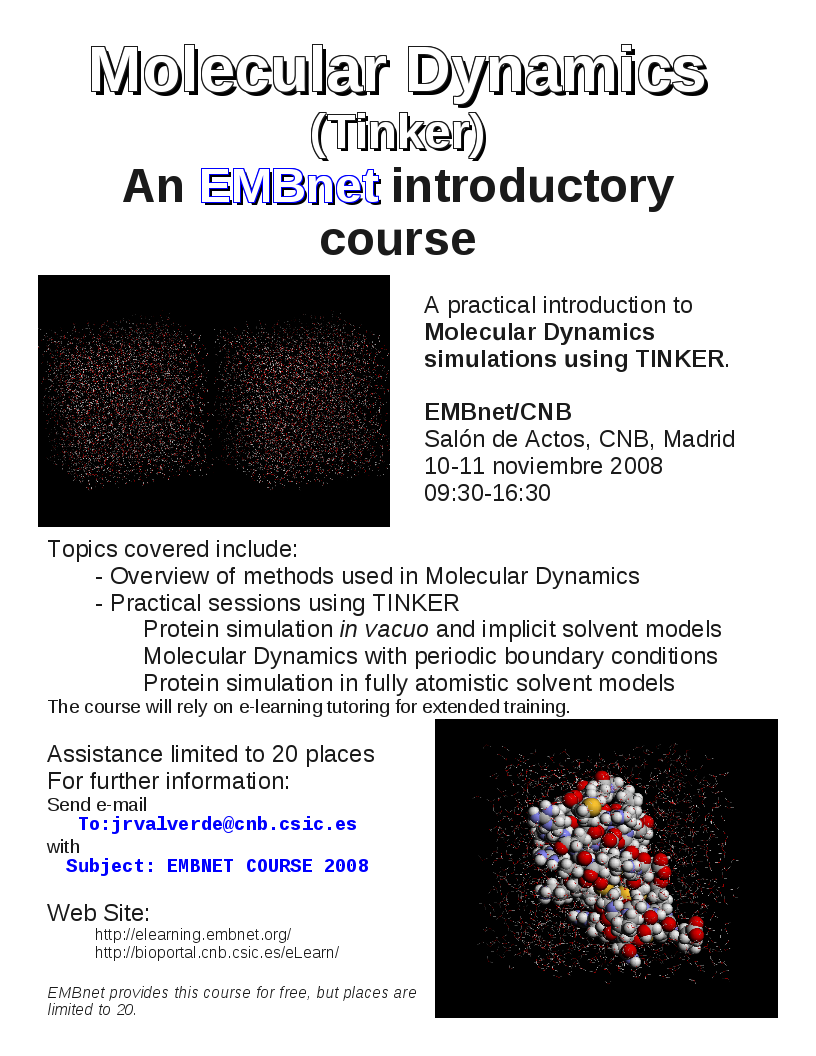 Molecular Dynamics
(Tinker)
An EMBnet introductory
course
A practical introduction to
Molecular Dynamics
simulations using TINKER.
EMBnet/CNB
Salón de Actos, CNB, Madrid
10-11 noviembre 2008
09:30-16:30
Topics covered include:
- Overview of methods used in Molecular Dynamics
- Practical sessions using TINKER
Protein simulation in vacuo and implicit solvent models
Molecular Dynamics with periodic boundary conditions
Protein simulation in fully atomistic solvent models
The course will rely on e-learning tutoring for extended training.
Assistance limited to 20 places
For further information:
Send e-mail
To:jrvalverde@cnb.csic.es
with
Subject: EMBNET COURSE 2008
Web Site:
http://elearning.embnet.org/
http://bioportal.cnb.csic.es/eLearn/
EMBnet provides this course for free, but places are
limited to 20.